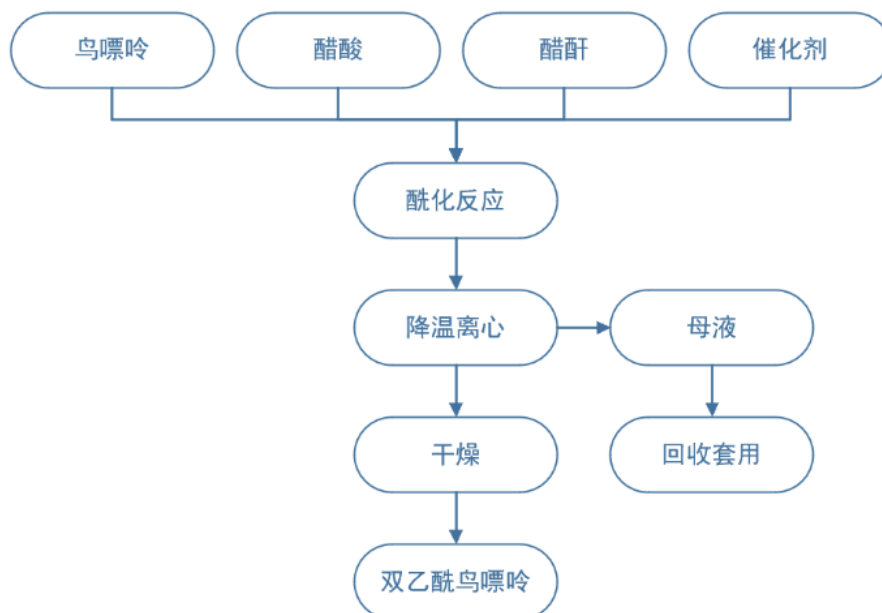 鸟嘌呤
醋酸
醋酐
催化剂
酰化反应
降温离心
母液
干燥
回收套用
双乙酰鸟嘌呤